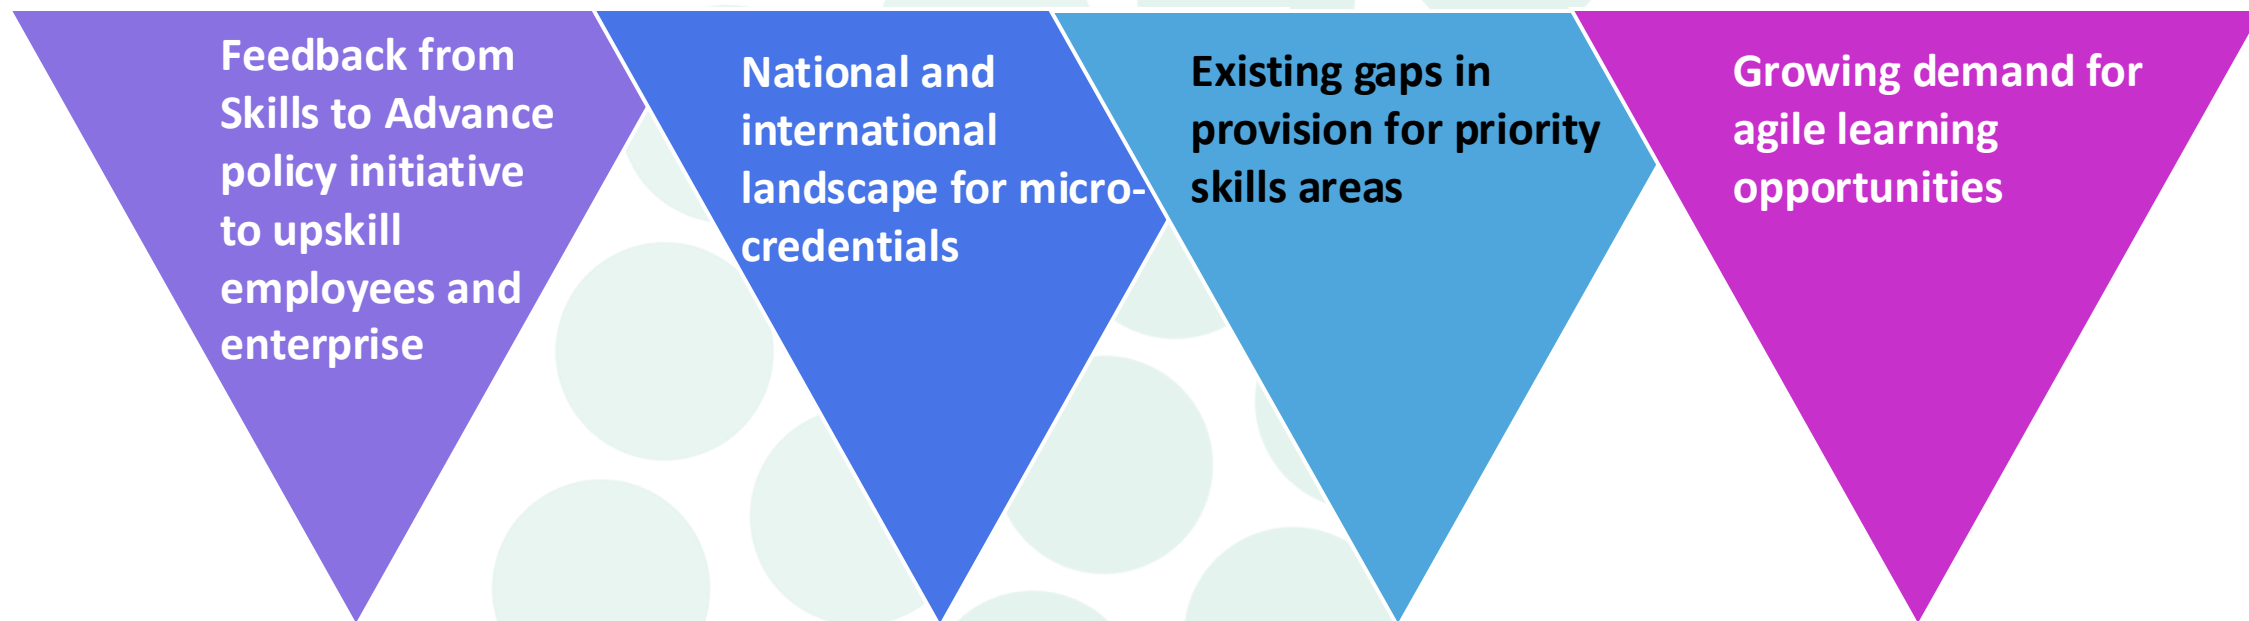 Feedback from
Skills to Advance
policy initiative
to upskill
employees and
enterprise
National and
international
landscape for micro-
credentials
Existing gaps in
provision for priority
skills areas
Growing demand for
agile learning
opportunities